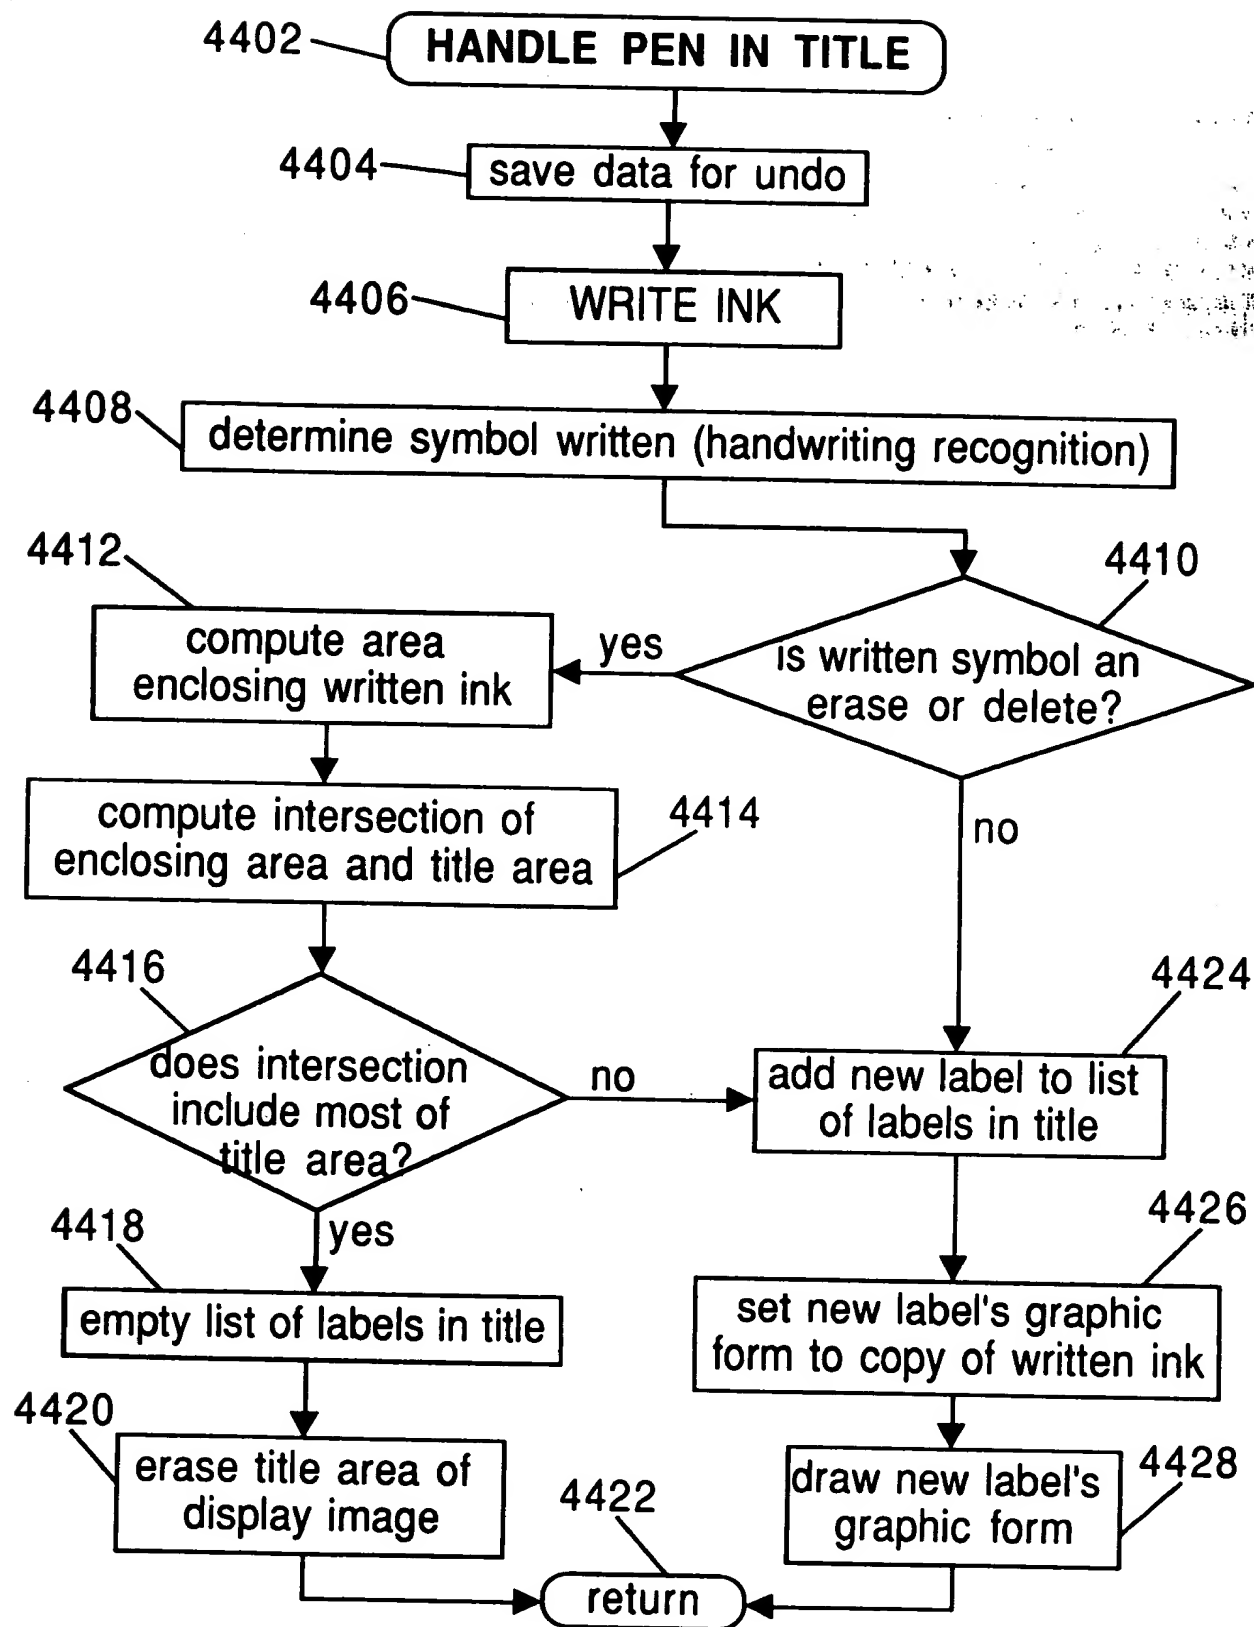 4402
HANDLE PEN IN TITLE
4404
save data for undo
4406
WRITE INK
4408
determine symbol written (handwriting recognition)
4410
is written symbol an
erase or delete?
yes
no
4412
compute area
enclosing written ink
4414
compute intersection of
enclosing area and title area
4416
does intersection
include most of
title area?
no
yes
4418
empty list of labels in title
4420
erase title area of
display image
4424
add new label to list
of labels in title
4426
set new label's graphic
form to copy of written ink
4428
draw new label's
graphic form
4422
return